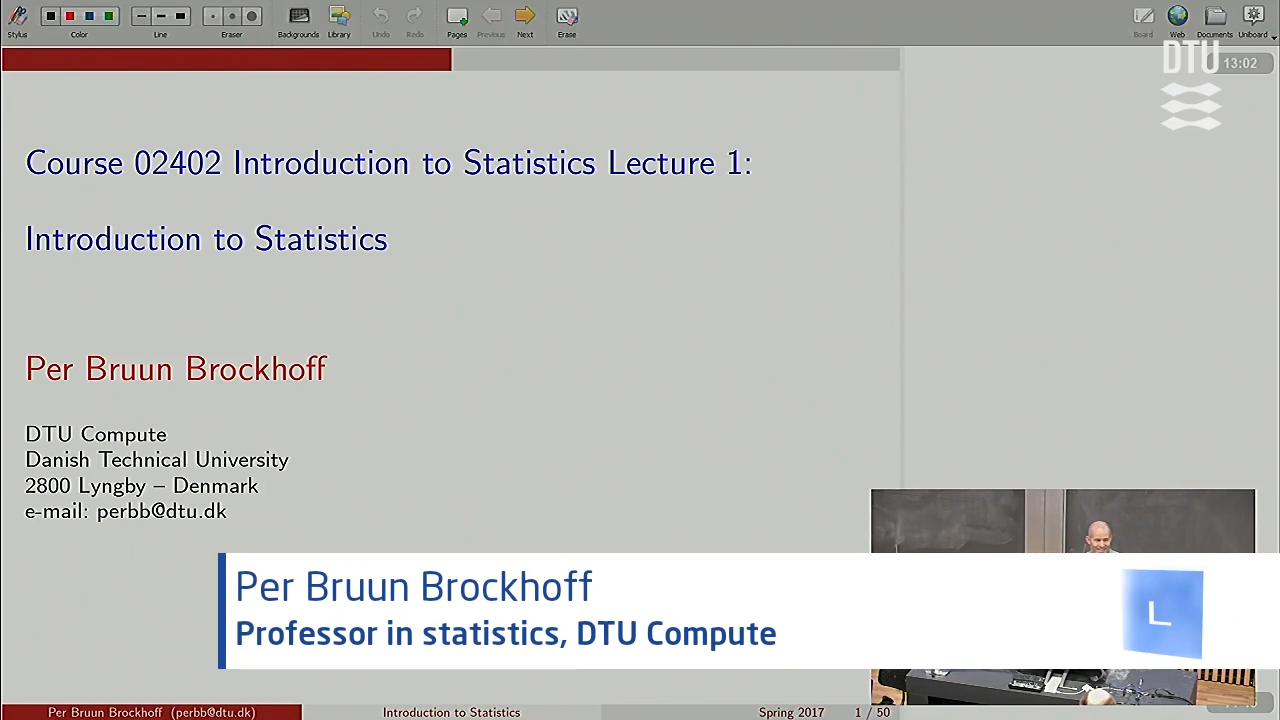 Stylus
Color
Line
Eraser
Backgrounds
Library
Undo
Redo
Pages
Previous
Next
Erase
Board
Web
Documents
Uniboard
DTU
13:02
Course 02402 Introduction to Statistics Lecture 1:
Introduction to Statistics
Per Bruun Brockhoff
DTU Compute
Danish Technical University
2800 Lyngby – Denmark
e-mail: perbb@dtu.dk
Per Bruun Brockhoff
Professor in statistics, DTU Compute
L
Per Bruun Brockhoff (perbb@dtu.dk)
Introduction to Statistics
Spring 2017
1 / 50